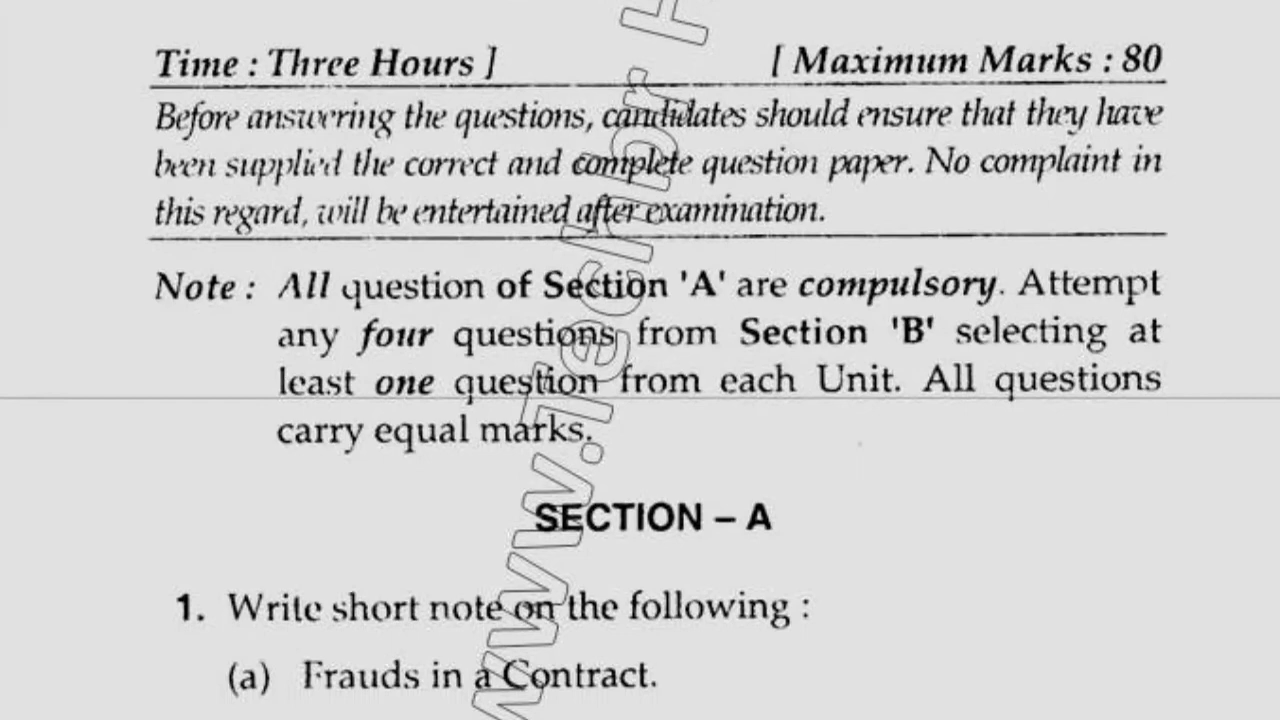 Time : Three Hours ] [ Maximum Marks : 80
Before answering the questions, candidates should ensure that they have
been supplied the correct and complete question paper. No complaint in
this regard, will be entertained after examination.
Note : All question of Section 'A' are compulsory. Attempt
any four questions from Section 'B' selecting at
least one question from each Unit. All questions
carry equal marks.
SECTION – A
1. Write short note on the following :
(a) Frauds in a Contract.
www.Techhpr H